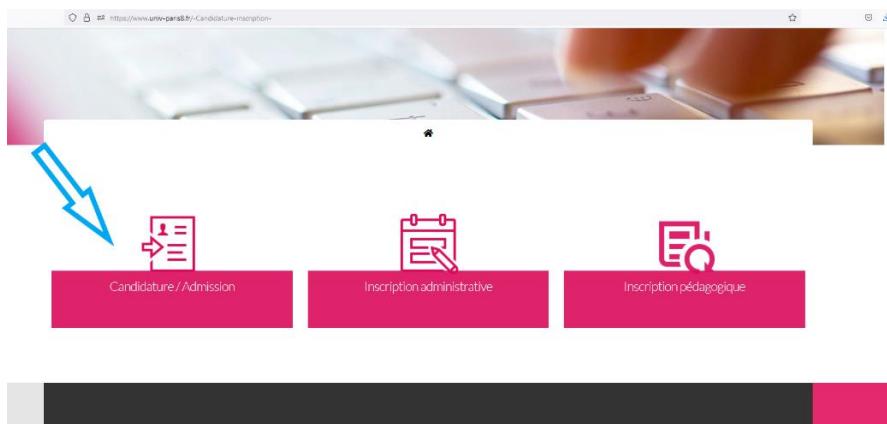 https://www.univ-paris8.fr/-Candidature-inscription-
Candidature / Admission
Inscription administrative
Inscription pédagogique